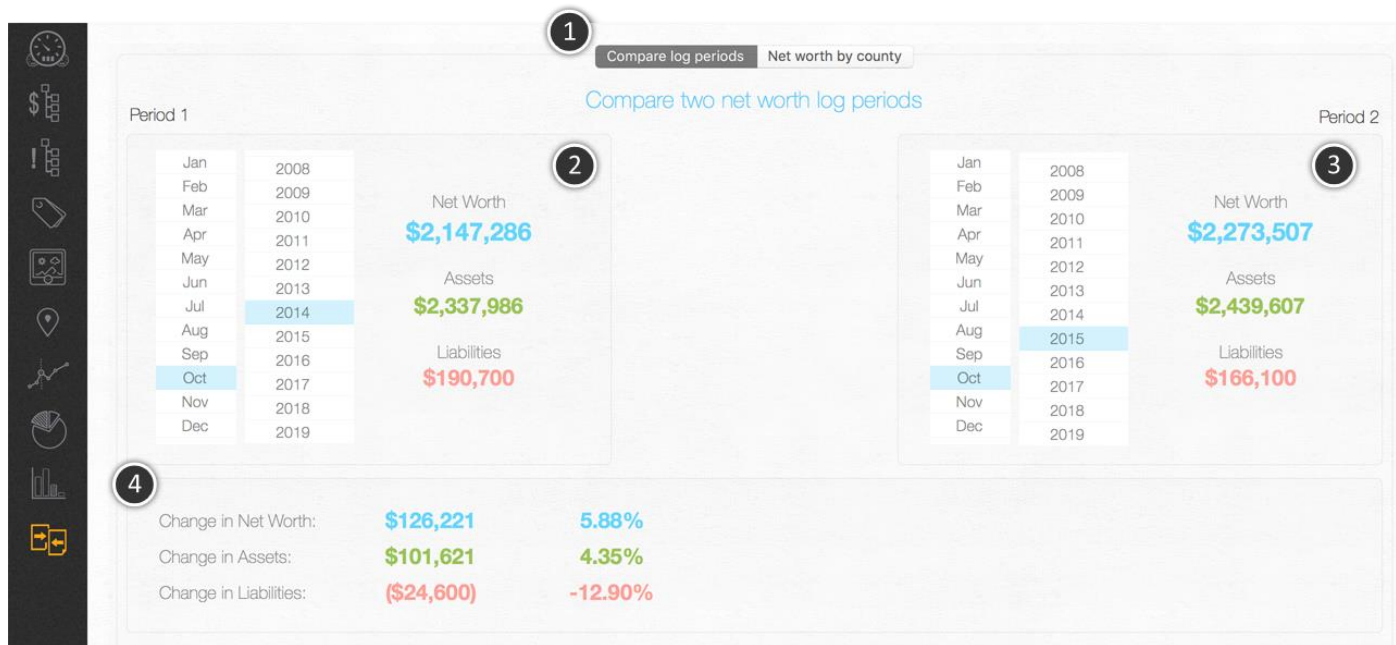 1
Compare log periods Net worth by county
Compare two net worth log periods
Period 1
Period 2
2
Jan
Feb
Mar
Apr
May
Jun
Jul
Aug
Sep
Oct
Nov
Dec
2008
2009
2010
2011
2012
2013
2014
2015
2016
2017
2018
2019
Net Worth
$2,147,286
Assets
$2,337,986
Liabilities
$190,700
3
Jan
Feb
Mar
Apr
May
Jun
Jul
Aug
Sep
Oct
Nov
Dec
2008
2009
2010
2011
2012
2013
2014
2015
2016
2017
2018
2019
Net Worth
$2,273,507
Assets
$2,439,607
Liabilities
$166,100
4
Change in Net Worth: $126,221 5.88%
Change in Assets: $101,621 4.35%
Change in Liabilities: ($24,600) -12.90%